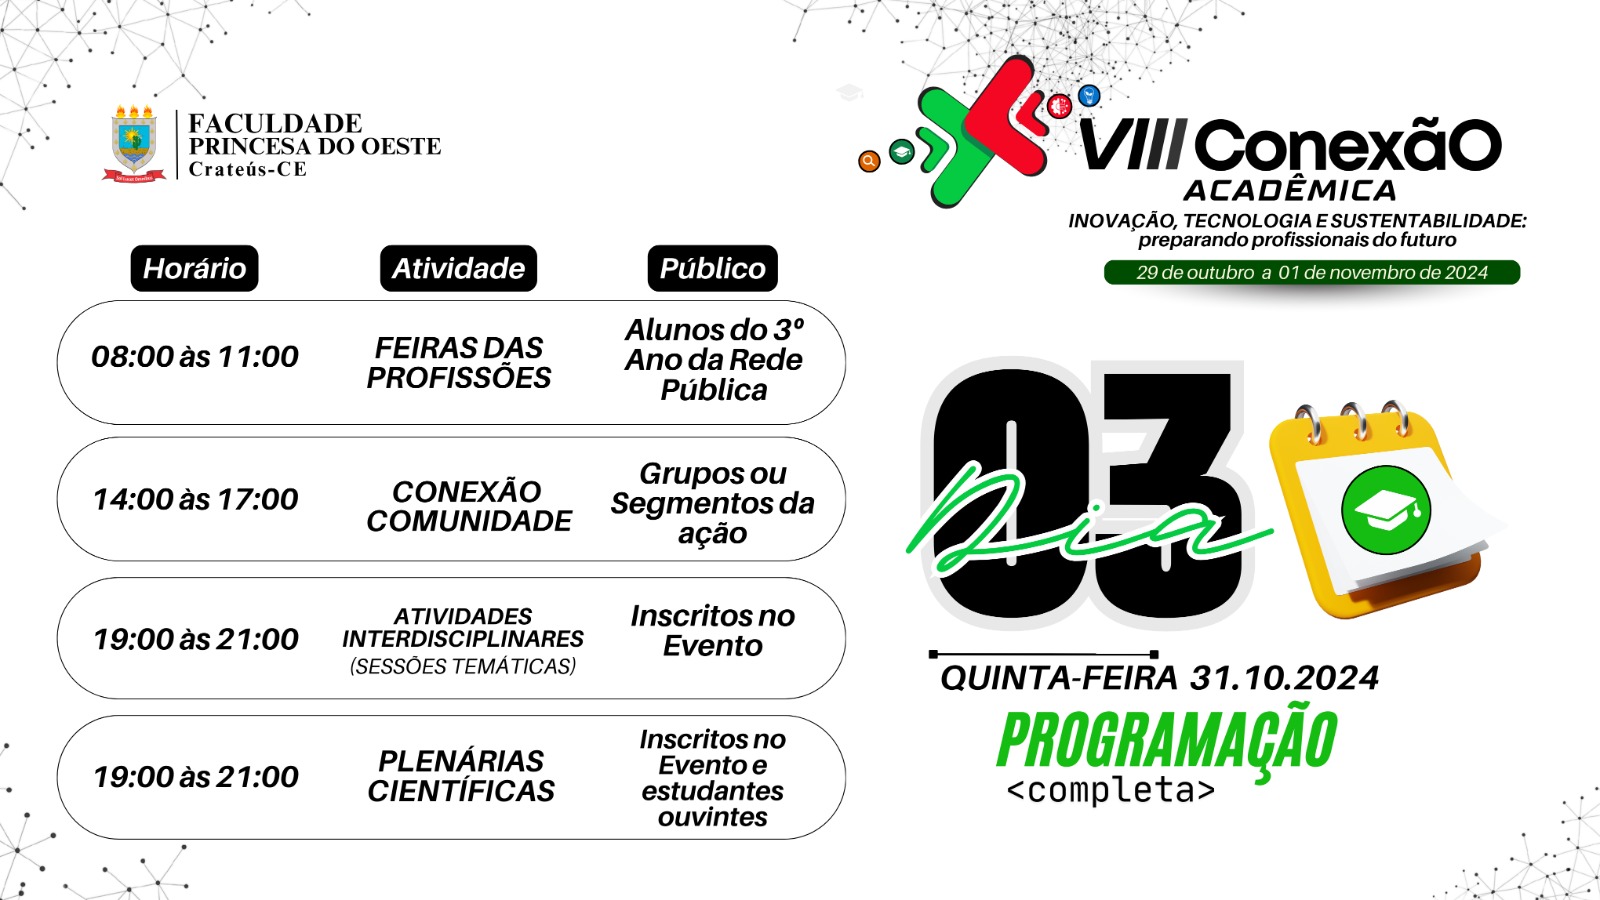 FACULDADE
PRINCESA DO OESTE
Crateús-CE
VIII ConexãO
ACADÊMICA
INOVAÇÃO, TECNOLOGIA E SUSTENTABILIDADE:
preparando profissionais do futuro
29 de outubro a 01 de novembro de 2024
Horário
Atividade
Público
08:00 às 11:00
FEIRAS DAS
PROFISSÕES
Alunos do 3º
Ano da Rede
Pública
14:00 às 17:00
CONEXÃO
COMUNIDADE
Grupos ou
Segmentos da
ação
19:00 às 21:00
ATIVIDADES
INTERDISCIPLINARES
(SESSÕES TEMÁTICAS)
Inscritos no
Evento
19:00 às 21:00
PLENÁRIAS
CIENTÍFICAS
Inscritos no
Evento e
estudantes
ouvintes
03
Dia
QUINTA-FEIRA 31.10.2024
PROGRAMAÇÃO
<completa>